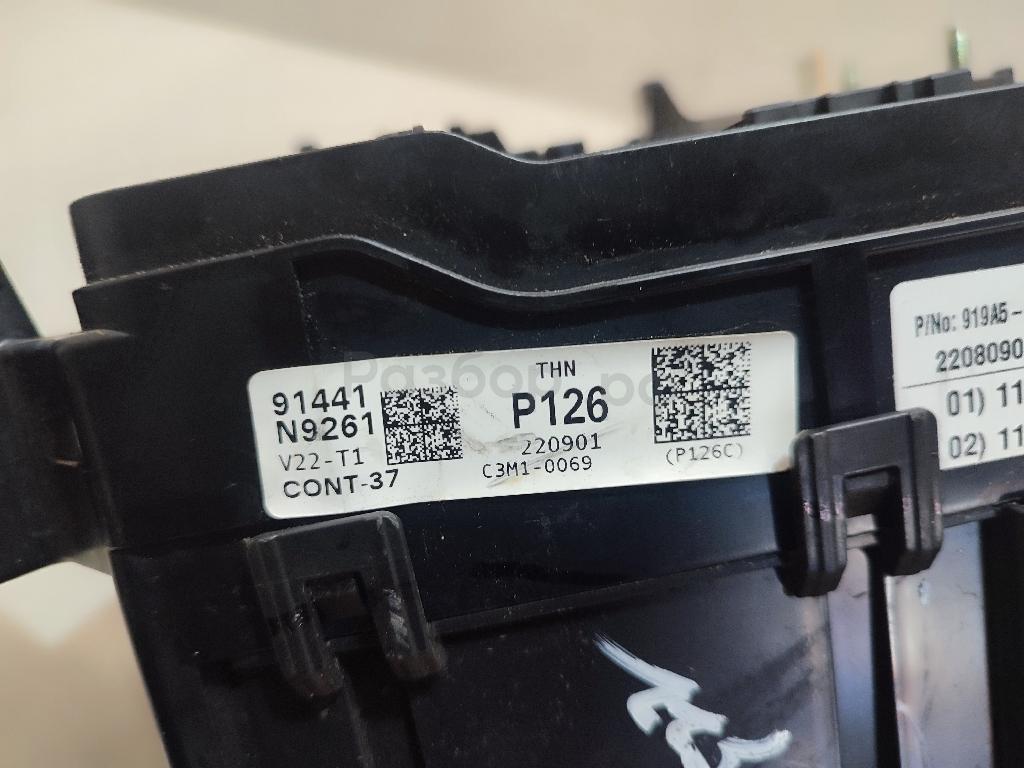 91441
N9261
V22-T1
CONT-37
THN
P126
220901
C3M1-0069
(P126C)
P/No: 919A5-
2208090
01) 11
02) 11